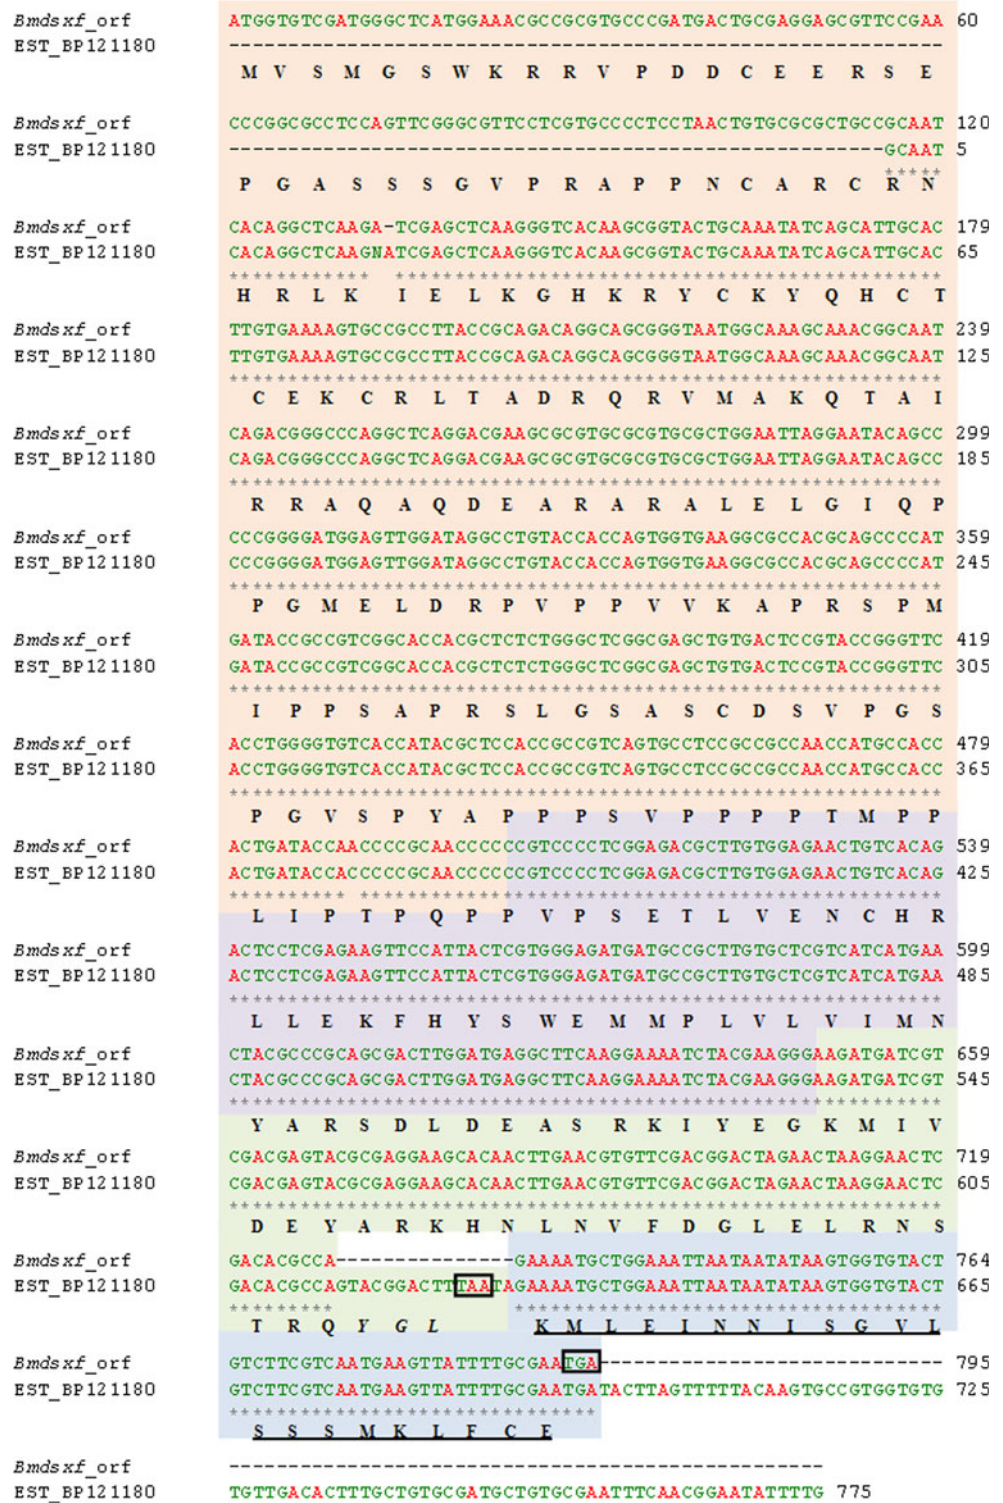 Bmdsxf_orf ATGGTGTCGATGGGCTCATGGAAACGCCGCGTGCCCGATGACTGCGAGGAGCGTTCCGAA 60
EST_BP121180 ------------------------------------------------------------
M V S M G S W K R R V P D D C E E R S E
Bmdsxf_orf CCCGGCGCCTCCAGTTCGGGCGTTCCTCGTGCCCCTCCTAACTGTGCGCGCTGCCGCAAT 120
EST_BP121180 -------------------------------------------------------GCAAT 5
*****
P G A S S S G V P R A P P N C A R C R N
Bmdsxf_orf CACAGGCTCAAGA-TCGAGCTCAAGGGTCACAAGCGGTACTGCAAATATCAGCATTGCAC 179
EST_BP121180 CACAGGCTCAAGNATCGAGCTCAAGGGTCACAAGCGGTACTGCAAATATCAGCATTGCAC 65
************  **********************************************
H R L K I E L K G H K R Y C K Y Q H C T
Bmdsxf_orf TTGTGAAAAGTGCCGCCTTACCGCAGACAGGCAGCGGGTAATGGCAAAGCAAACGGCAAT 239
EST_BP121180 TTGTGAAAAGTGCCGCCTTACCGCAGACAGGCAGCGGGTAATGGCAAAGCAAACGGCAAT 125
************************************************************
C E K C R L T A D R Q R V M A K Q T A I
Bmdsxf_orf CAGACGGGCCCAGGCTCAGGACGAAGCGCGTGCGCGTGCGCTGGAATTAGGAATACAGCC 299
EST_BP121180 CAGACGGGCCCAGGCTCAGGACGAAGCGCGTGCGCGTGCGCTGGAATTAGGAATACAGCC 185
************************************************************
R R A Q A Q D E A R A R A L E L G I Q P
Bmdsxf_orf CCCGGGGATGGAGTTGGATAGGCCTGTACCACCAGTGGTGAAGGCGCCACGCAGCCCCAT 359
EST_BP121180 CCCGGGGATGGAGTTGGATAGGCCTGTACCACCAGTGGTGAAGGCGCCACGCAGCCCCAT 245
************************************************************
P G M E L D R P V P P V V K A P R S P M
Bmdsxf_orf GATACCGCCGTCGGCACCACGCTCTCTGGGCTCGGCGAGCTGTGACTCCGTACCGGGTTC 419
EST_BP121180 GATACCGCCGTCGGCACCACGCTCTCTGGGCTCGGCGAGCTGTGACTCCGTACCGGGTTC 305
************************************************************
I P P S A P R S L G S A S C D S V P G S
Bmdsxf_orf ACCTGGGGTGTCACCATACGCTCCACCGCCGTCAGTGCCTCCGCCGCCAACCATGCCACC 479
EST_BP121180 ACCTGGGGTGTCACCATACGCTCCACCGCCGTCAGTGCCTCCGCCGCCAACCATGCCACC 365
************************************************************
P G V S P Y A P P P S V P P P P T M P P
Bmdsxf_orf ACTGATACCAACCCCGCAACCCCCCGTCCCCTCGGAGACGCTTGTGGAGAACTGTCACAG 539
EST_BP121180 ACTGATACCACCCCCGCAACCCCCCGTCCCCTCGGAGACGCTTGTGGAGAACTGTCACAG 425
********** *************************************************
L I P T P Q P P V P S E T L V E N C H R
Bmdsxf_orf ACTCCTCGAGAAGTTCCATTACTCGTGGGAGATGATGCCGCTTGTGCTCGTCATCATGAA 599
EST_BP121180 ACTCCTCGAGAAGTTCCATTACTCGTGGGAGATGATGCCGCTTGTGCTCGTCATCATGAA 485
************************************************************
L L E K F H Y S W E M M P L V L V I M N
Bmdsxf_orf CTACGCCCGCAGCGACTTGGATGAGGCTTCAAGGAAAATCTACGAAGGGAAGATGATCGT 659
EST_BP121180 CTACGCCCGCAGCGACTTGGATGAGGCTTCAAGGAAAATCTACGAAGGGAAGATGATCGT 545
************************************************************
Y A R S D L D E A S R K I Y E G K M I V
Bmdsxf_orf CGACGAGTACGCGAGGAAGCACAACTTGAACGTGTTCGACGGACTAGAACTAAGGAACTC 719
EST_BP121180 CGACGAGTACGCGAGGAAGCACAACTTGAACGTGTTCGACGGACTAGAACTAAGGAACTC 605
************************************************************
D E Y A R K H N L N V F D G L E L R N S
Bmdsxf_orf GACACGCCA---------------GAAAATGCTGGAAATTAATAATATAAGTGGTGTACT 764
EST_BP121180 GACACGCCAGTACGGACTTTAATAGAAAATGCTGGAAATTAATAATATAAGTGGTGTACT 665
*********               ************************************
T R Q Y G L K M L E I N N I S G V L
Bmdsxf_orf GTCTTCGTCAATGAAGTTATTTTGCGAATGA----------------------------- 795
EST_BP121180 GTCTTCGTCAATGAAGTTATTTTGCGAATGATACTTAGTTTTTACAAGTGCCGTGGTGTG 725
*******************************
S S S M K L F C E
Bmdsxf_orf --------------------------------------------------
EST_BP121180 TGTTGACACTTTGCTGTGCGATGCTGTGCGAATTTCAACGGAATATTTTG 775